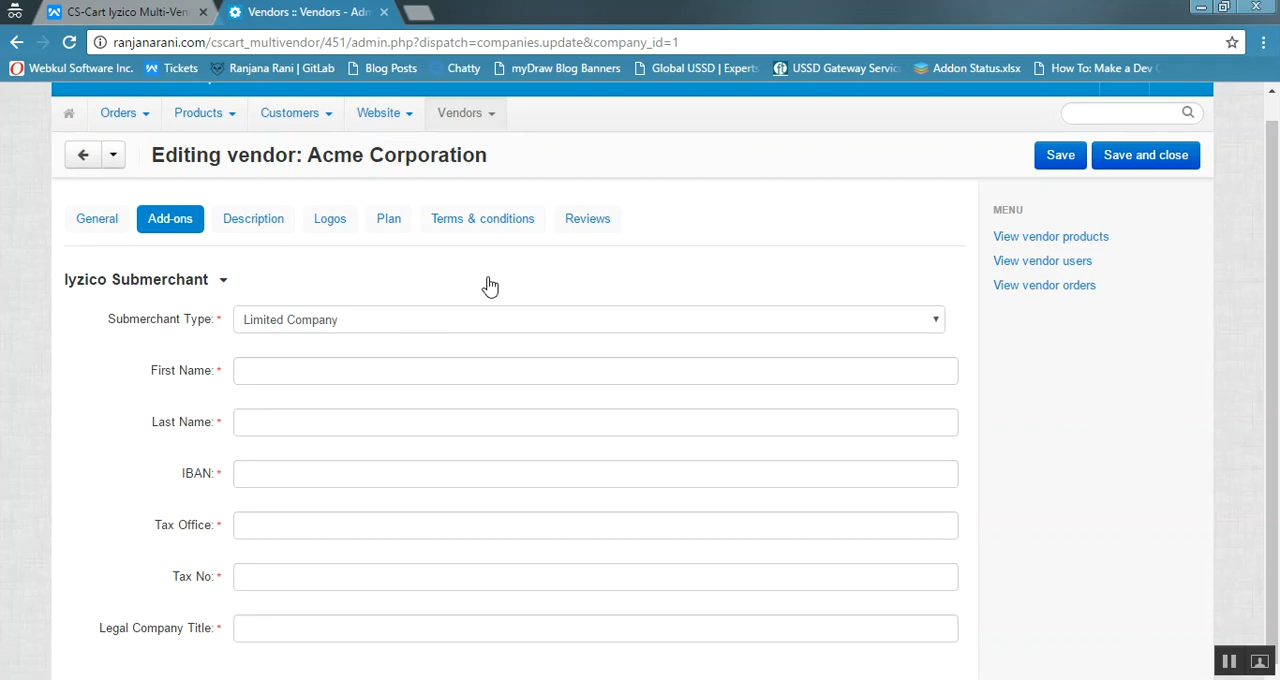 CS-Cart Iyzico Multi-Ven
Vendors :: Vendors - Adm
ranjanarani.com/cscart_multivendor/451/admin.php?dispatch=companies.update&company_id=1
Webkul Software Inc.
Tickets
Ranjana Rani | GitLab
Blog Posts
Chatty
myDraw Blog Banners
Global USSD | Experts
USSD Gateway Servic
Addon Status.xlsx
How To: Make a Dev
Orders
Products
Customers
Website
Vendors
Editing vendor: Acme Corporation
Save
Save and close
General
Add-ons
Description
Logos
Plan
Terms & conditions
Reviews
MENU
View vendor products
View vendor users
View vendor orders
Iyzico Submerchant
Submerchant Type: *
Limited Company
First Name: *
Last Name: *
IBAN: *
Tax Office: *
Tax No: *
Legal Company Title: *